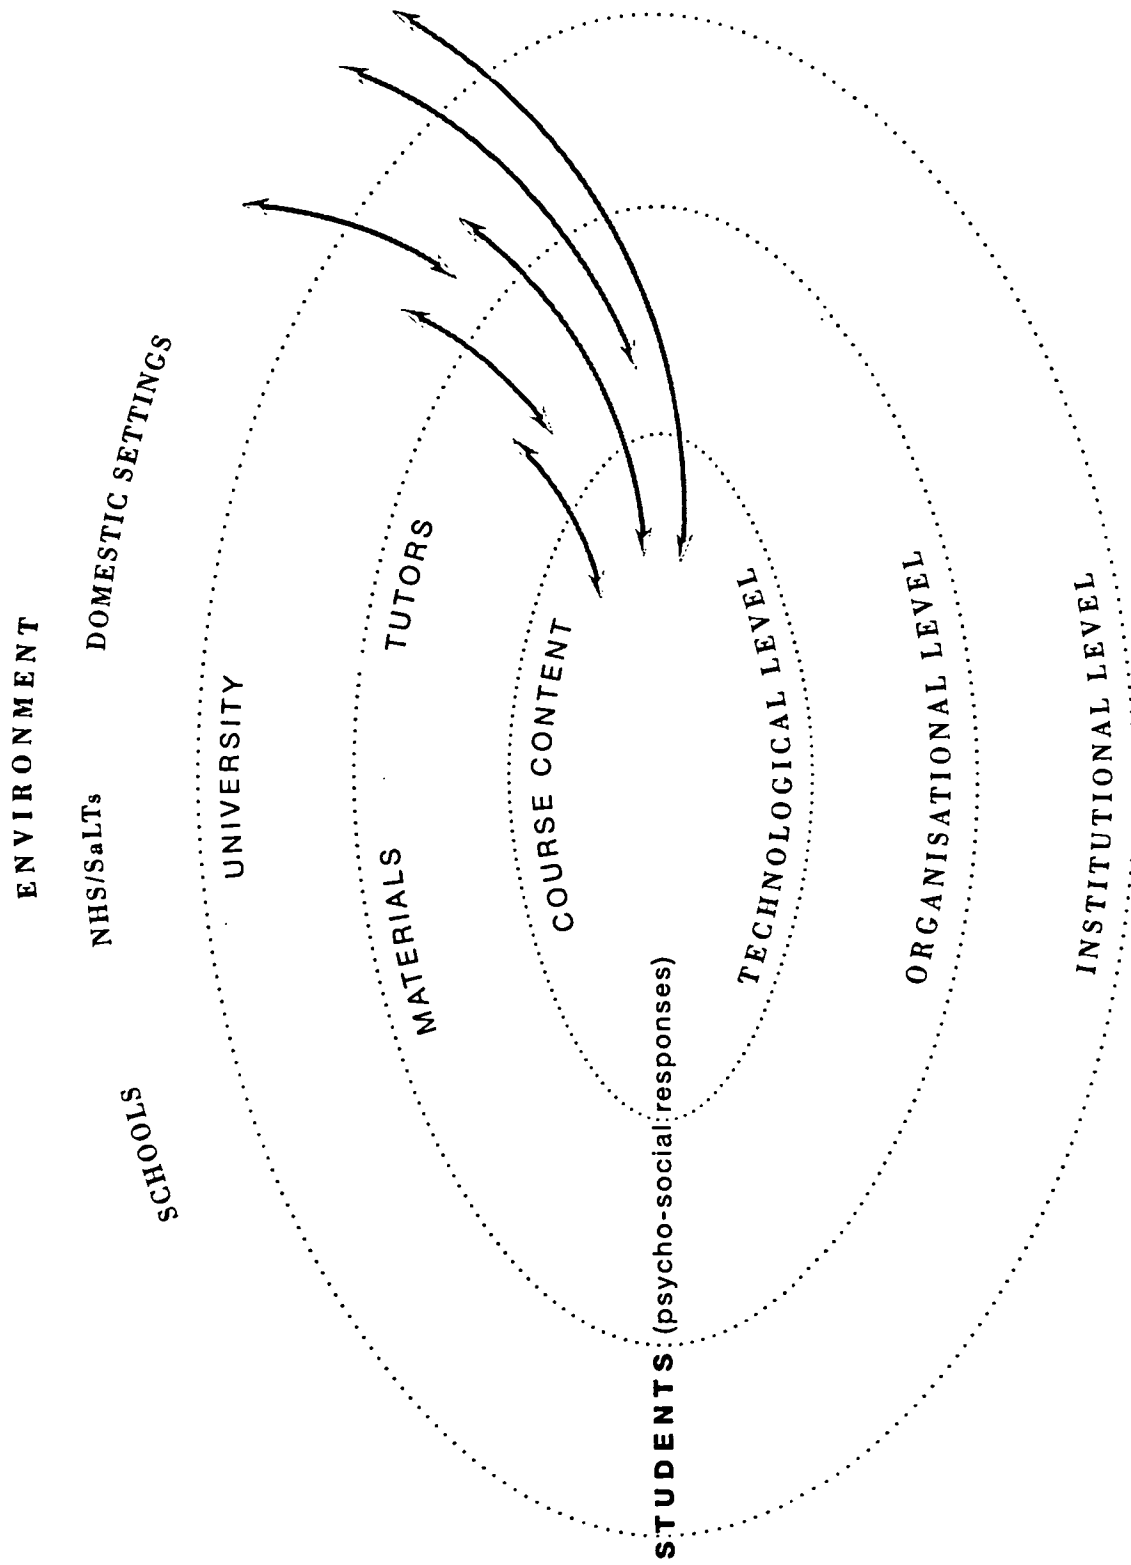 ENVIRONMENT
SCHOOLS
NHS/SaLTs
DOMESTIC SETTINGS
UNIVERSITY
MATERIALS
TUTORS
COURSE CONTENT
STUDENTS (psycho-social responses)
TECHNOLOGICAL LEVEL
ORGANISATIONAL LEVEL
INSTITUTIONAL LEVEL